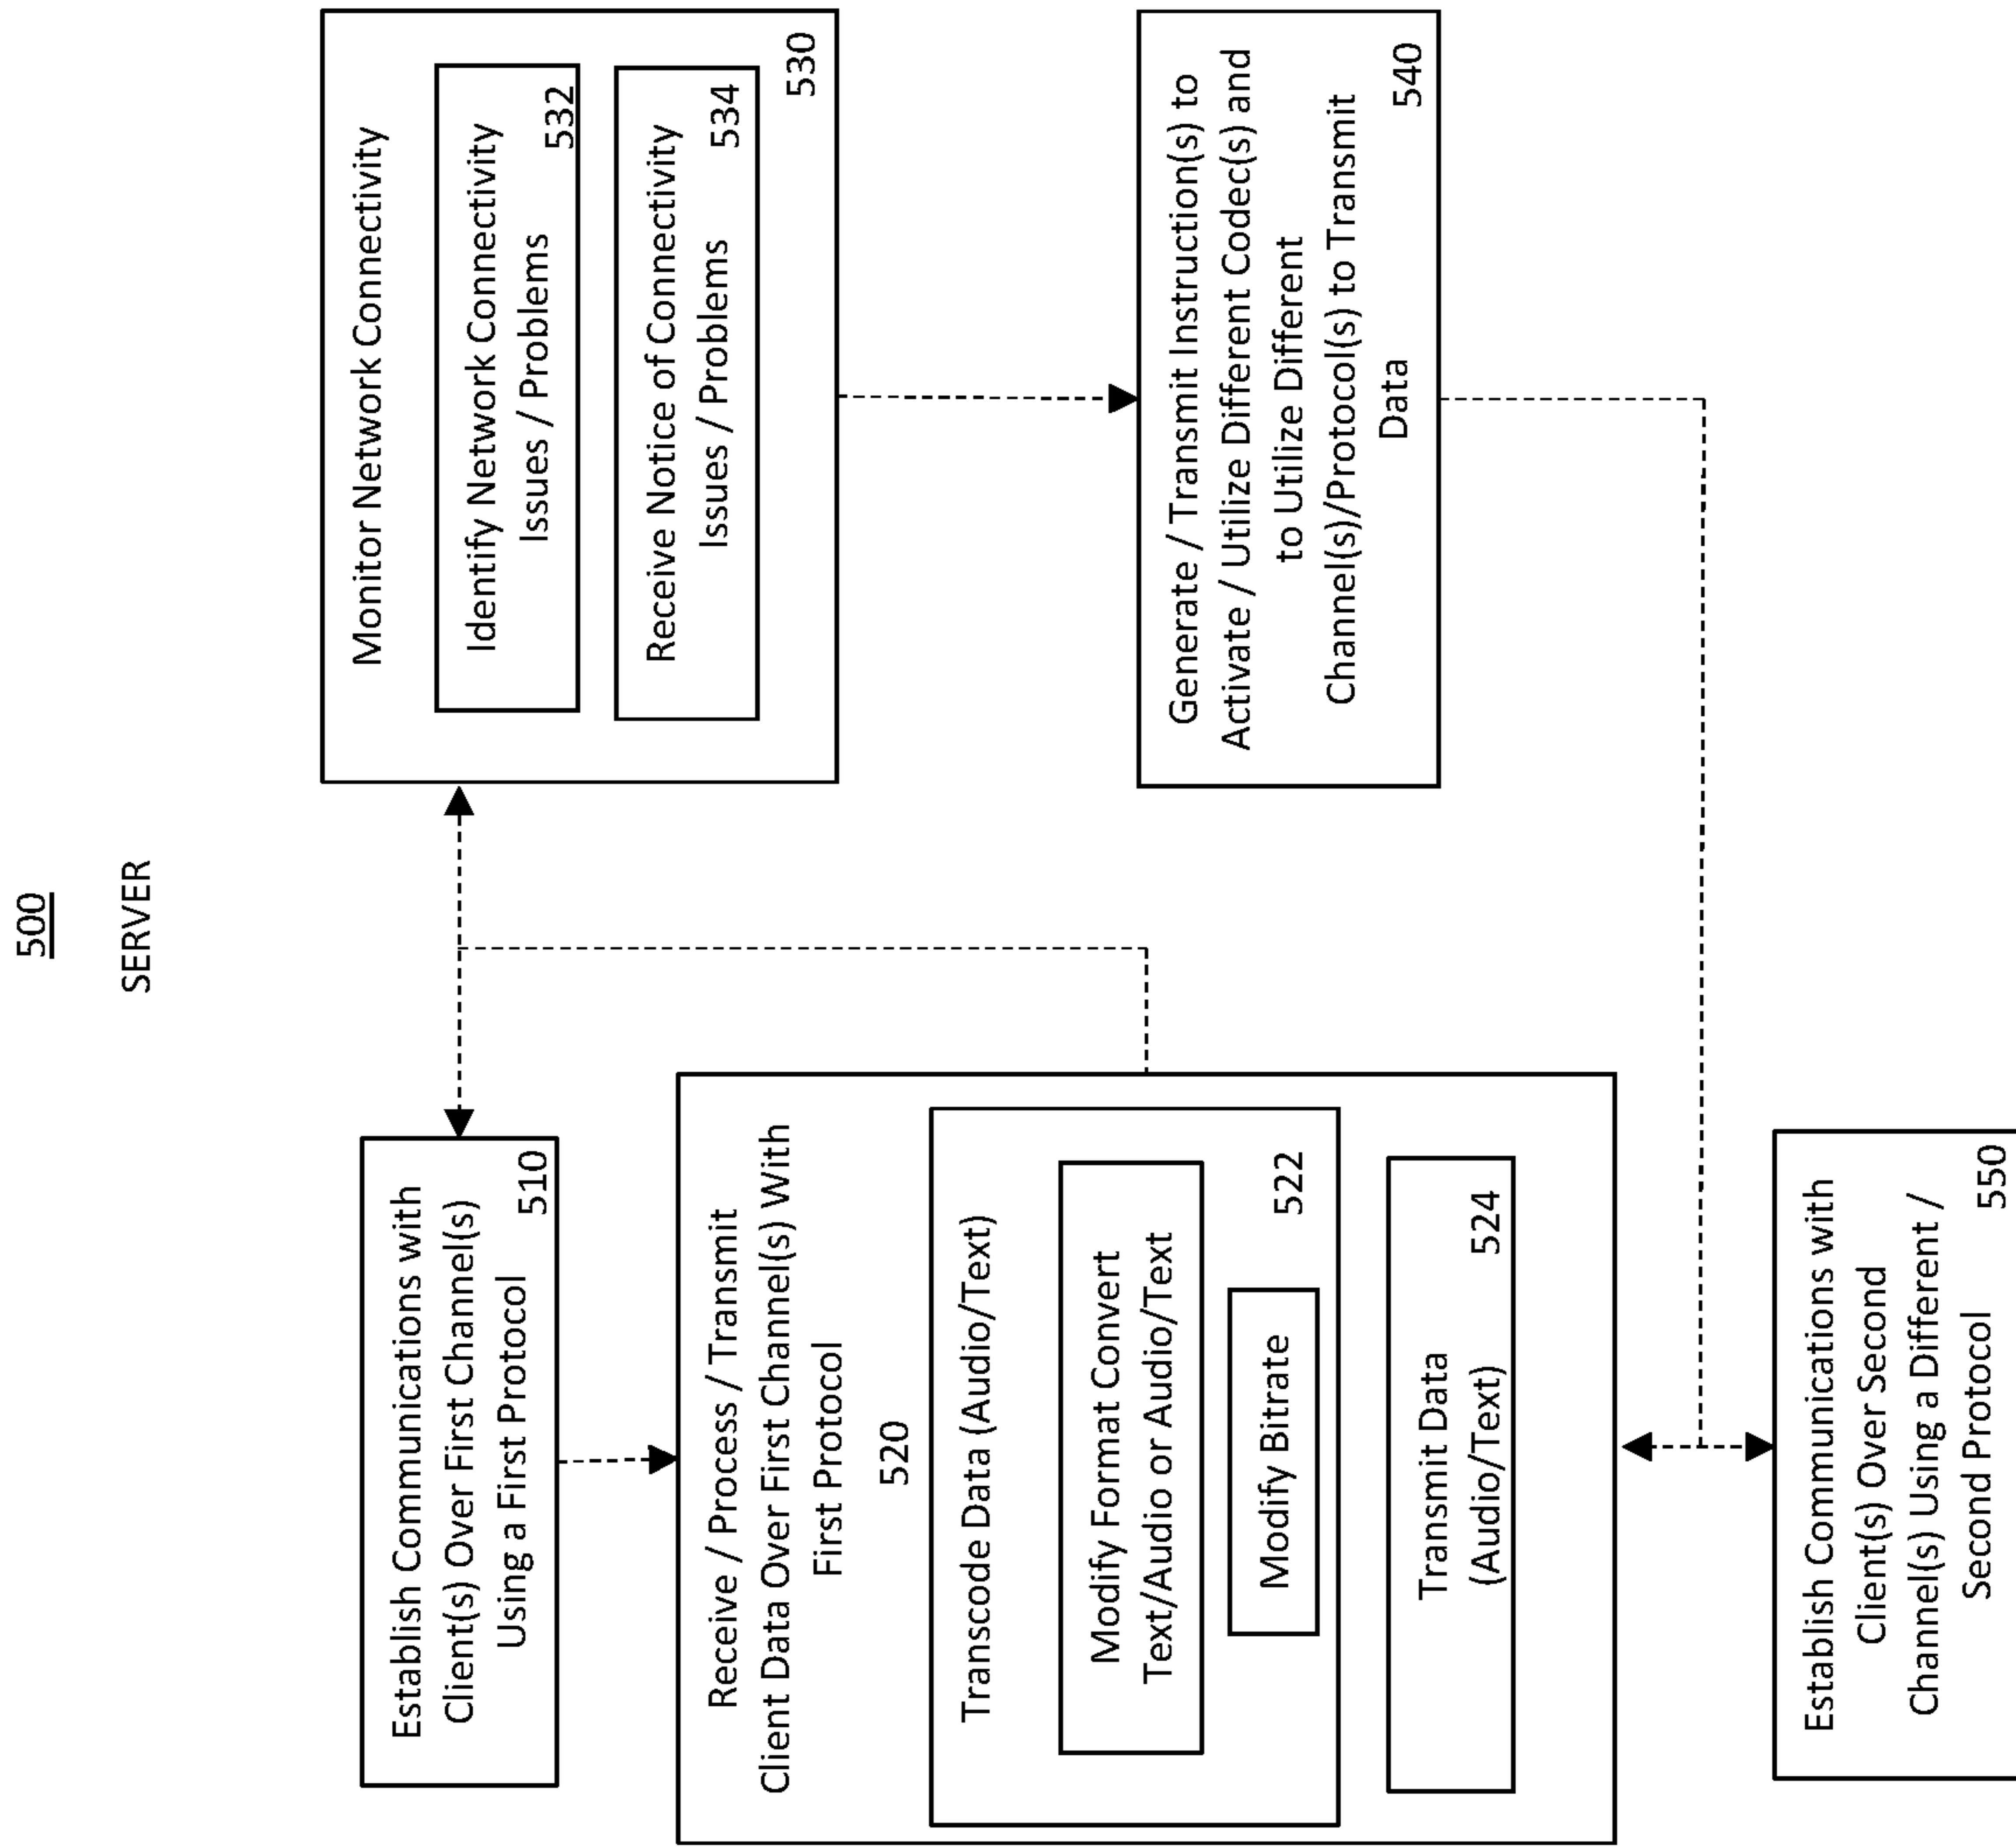 500
SERVER
Establish Communications with
Client(s) Over First Channel(s)
Using a First Protocol
510
Receive / Process / Transmit
Client Data Over First Channel(s) With
First Protocol
520
Transcode Data (Audio/Text)
Modify Format Convert
Text/Audio or Audio/Text
Modify Bitrate
522
Transmit Data
(Audio/Text)
524
Monitor Network Connectivity
Identify Network Connectivity
Issues / Problems
532
Receive Notice of Connectivity
Issues / Problems
534
530
Generate / Transmit Instruction(s) to
Activate / Utilize Different Codec(s) and
to Utilize Different
Channel(s)/Protocol(s) to Transmit
Data
540
Establish Communications with
Client(s) Over Second
Channel(s) Using a Different /
Second Protocol
550